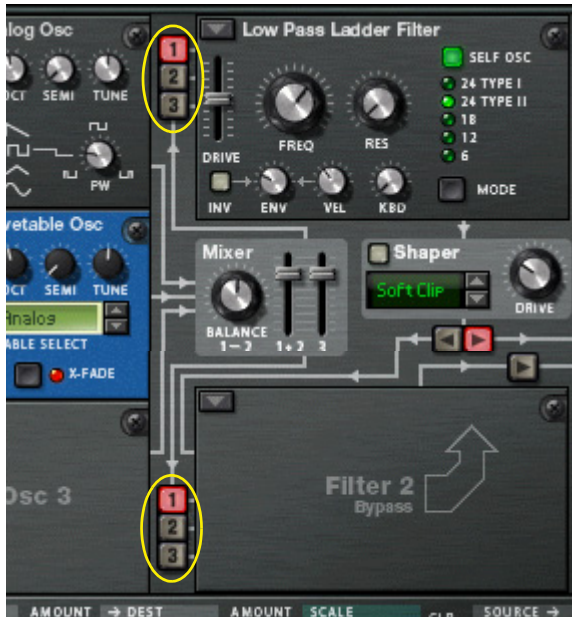 alog Osc
OCT SEMI TUNE
PW
1
2
3
Low Pass Ladder Filter
SELF OSC
24 TYPE I
24 TYPE II
18
12
6
DRIVE
FREQ
RES
INV ENV VEL KBD
MODE
vetable Osc
OCT SEMI TUNE
Analog
ABLE SELECT
X-FADE
Mixer
BALANCE
1—2 1+2 3
Shaper
Soft Clip
DRIVE
Osc 3
1
2
3
Filter 2
Bypass
AMOUNT → DEST AMOUNT SCALE CLR SOURCE →